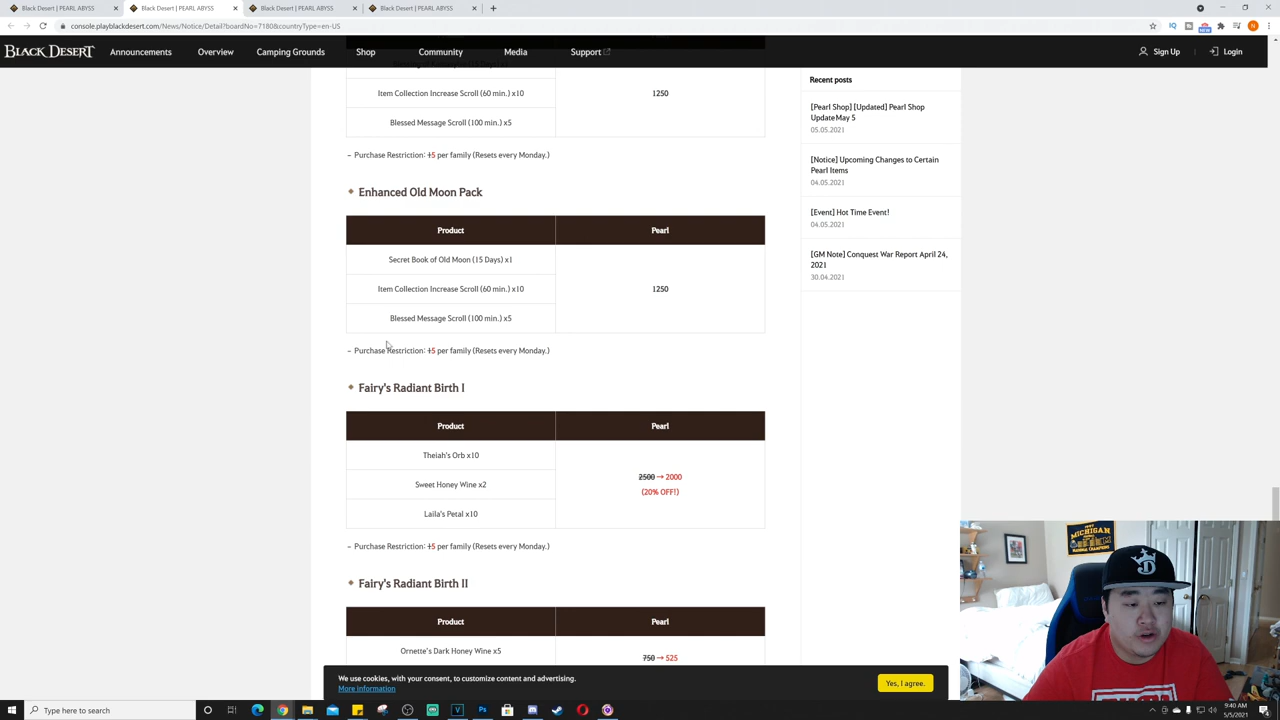 Black Desert | PEARL ABYSS
Black Desert | PEARL ABYSS
Black Desert | PEARL ABYSS
Black Desert | PEARL ABYSS
console.playblackdesert.com/News/Notice/Detail?boardNo=7180&countryType=en-US
BLACK DESERT
Announcements
Overview
Camping Grounds
Shop
Community
Media
Support
Sign Up
Login
Item Collection Increase Scroll (60 min.) x10
1250
Blessed Message Scroll (100 min.) x5
– Purchase Restriction: 15 per family (Resets every Monday.)
Enhanced Old Moon Pack
Product
Pearl
Secret Book of Old Moon (15 Days) x1
Item Collection Increase Scroll (60 min.) x10
1250
Blessed Message Scroll (100 min.) x5
– Purchase Restriction: 15 per family (Resets every Monday.)
Fairy's Radiant Birth I
Product
Pearl
Theiah's Orb x10
Sweet Honey Wine x2
2500 → 2000
(20% OFF!)
Laila's Petal x10
– Purchase Restriction: 15 per family (Resets every Monday.)
Fairy's Radiant Birth II
Product
Pearl
Ornette's Dark Honey Wine x5
750 → 525
Recent posts
[Pearl Shop] [Updated] Pearl Shop
Update May 5
05.05.2021
[Notice] Upcoming Changes to Certain
Pearl Items
04.05.2021
[Event] Hot Time Event!
04.05.2021
[GM Note] Conquest War Report April 24,
2021
30.04.2021
We use cookies, with your consent, to customize content and advertising.
More information
Yes, I agree.
MICHIGAN
NATIONAL CHAMPIONS
Type here to search
9:40 AM
5/5/2021